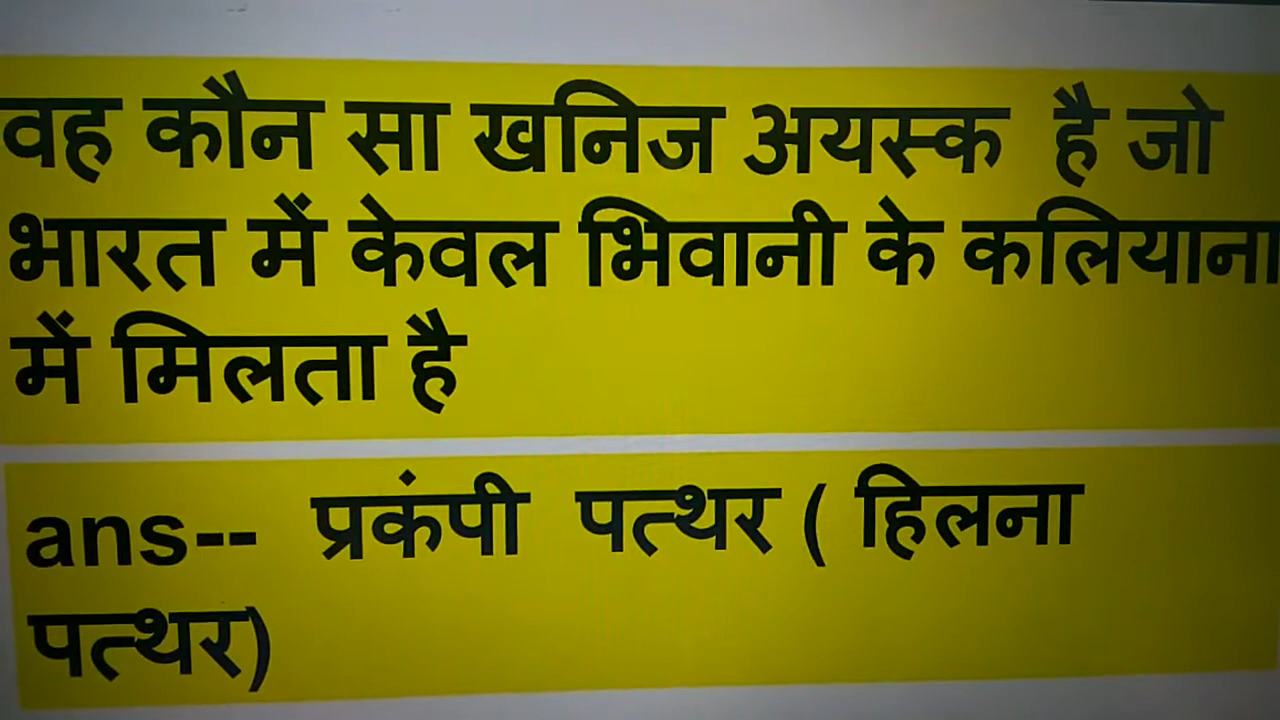 वह कौन सा खनिज अयस्क है जो
भारत में केवल भिवानी के कलियाना
में मिलता है
ans-- प्रकंपी पत्थर ( हिलना
पत्थर)